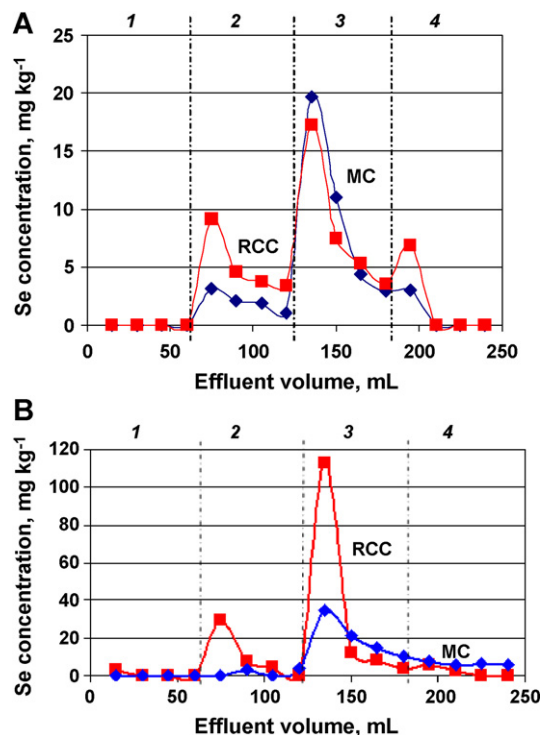 A
1 2 3 4
Se concentration, mg kg⁻¹
25
20
15
10
5
0
MC
RCC
0 50 100 150 200 250
Effluent volume, mL
B
1 2 3 4
Se concentration, mg kg⁻¹
120
100
80
60
40
20
0
RCC
MC
0 50 100 150 200 250
Effluent volume, mL